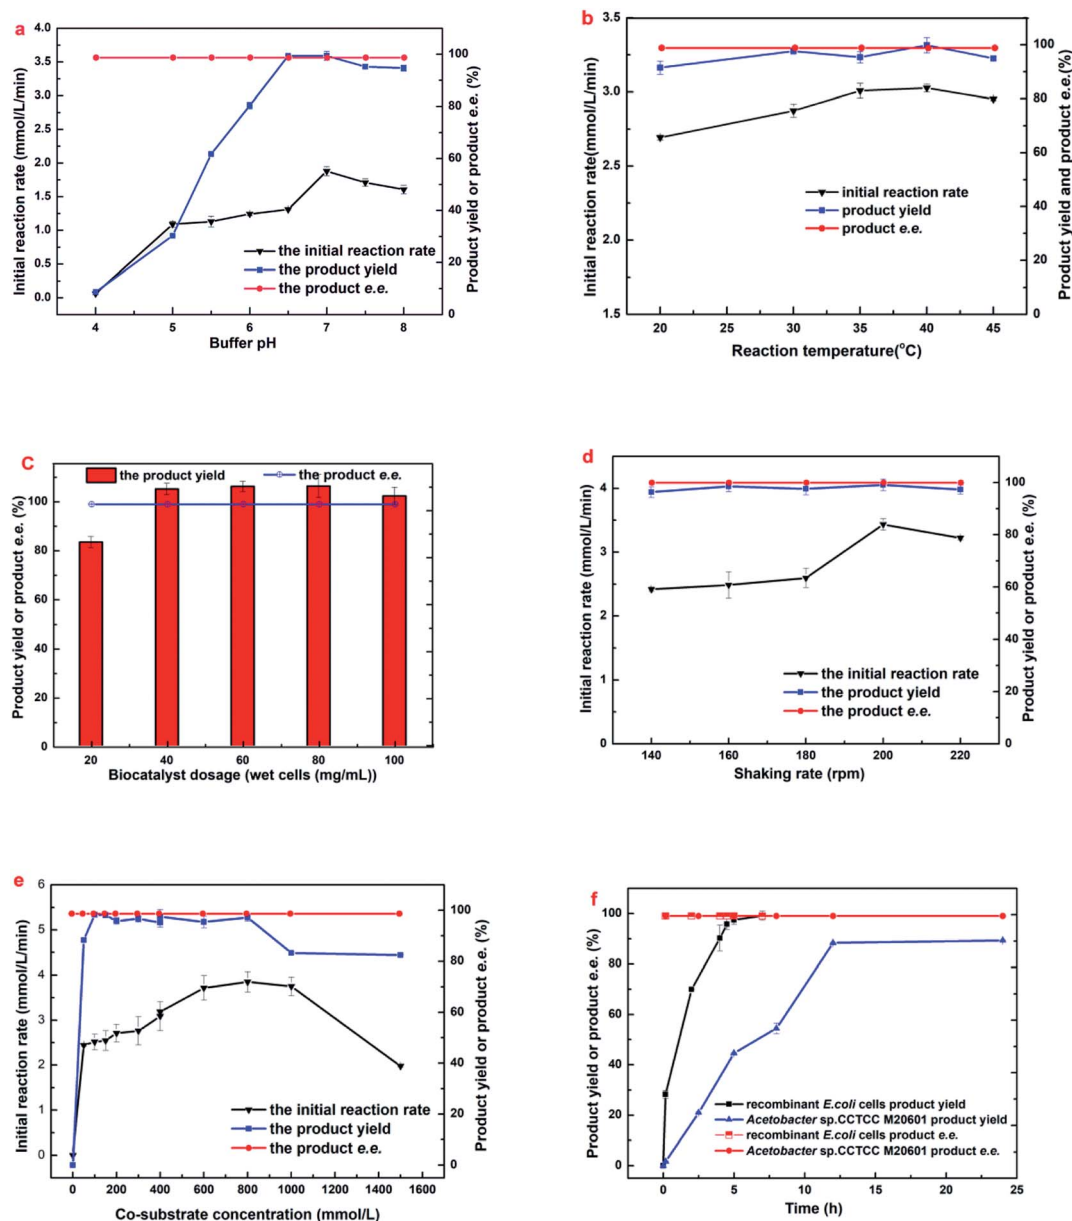 a
4.0
3.5
3.0
2.5
2.0
1.5
1.0
0.5
0.0
Initial reaction rate (mmol/L/min)
100
80
60
40
20
0
Product yield or product e.e. (%)
the initial reaction rate
the product yield
the product e.e.
4 5 6 7 8
Buffer pH
b
3.5
3.0
2.5
2.0
1.5
Initial reaction rate(mmol/L/min)
100
80
60
40
20
0
Product yield and product e.e.(%)
initial reaction rate
product yield
product e.e.
20 25 30 35 40 45
Reaction temperature(°C)
C
the product yield
the product e.e.
100
80
60
40
20
0
Product yield or product e.e. (%)
20 40 60 80 100
Biocatalyst dosage (wet cells (mg/mL))
d
4
3
2
1
0
Initial reaction rate (mmol/L/min)
100
80
60
40
20
0
Product yield or product e.e. (%)
the initial reaction rate
the product yield
the product e.e.
140 160 180 200 220
Shaking rate (rpm)
e
6
5
4
3
2
1
0
Initial reaction rate (mmol/L/min)
100
80
60
40
20
0
Product yield or product e.e. (%)
the initial reaction rate
the product yield
the product e.e.
0 200 400 600 800 1000 1200 1400 1600
Co-substrate concentration (mmol/L)
f
100
80
60
40
20
0
Product yield or product e.e. (%)
recombinant E.coli cells product yield
Acetobacter sp.CCTCC M20601 product yield
recombinant E.coli cells product e.e.
Acetobacter sp.CCTCC M20601 product e.e.
0 5 10 15 20 25
Time (h)